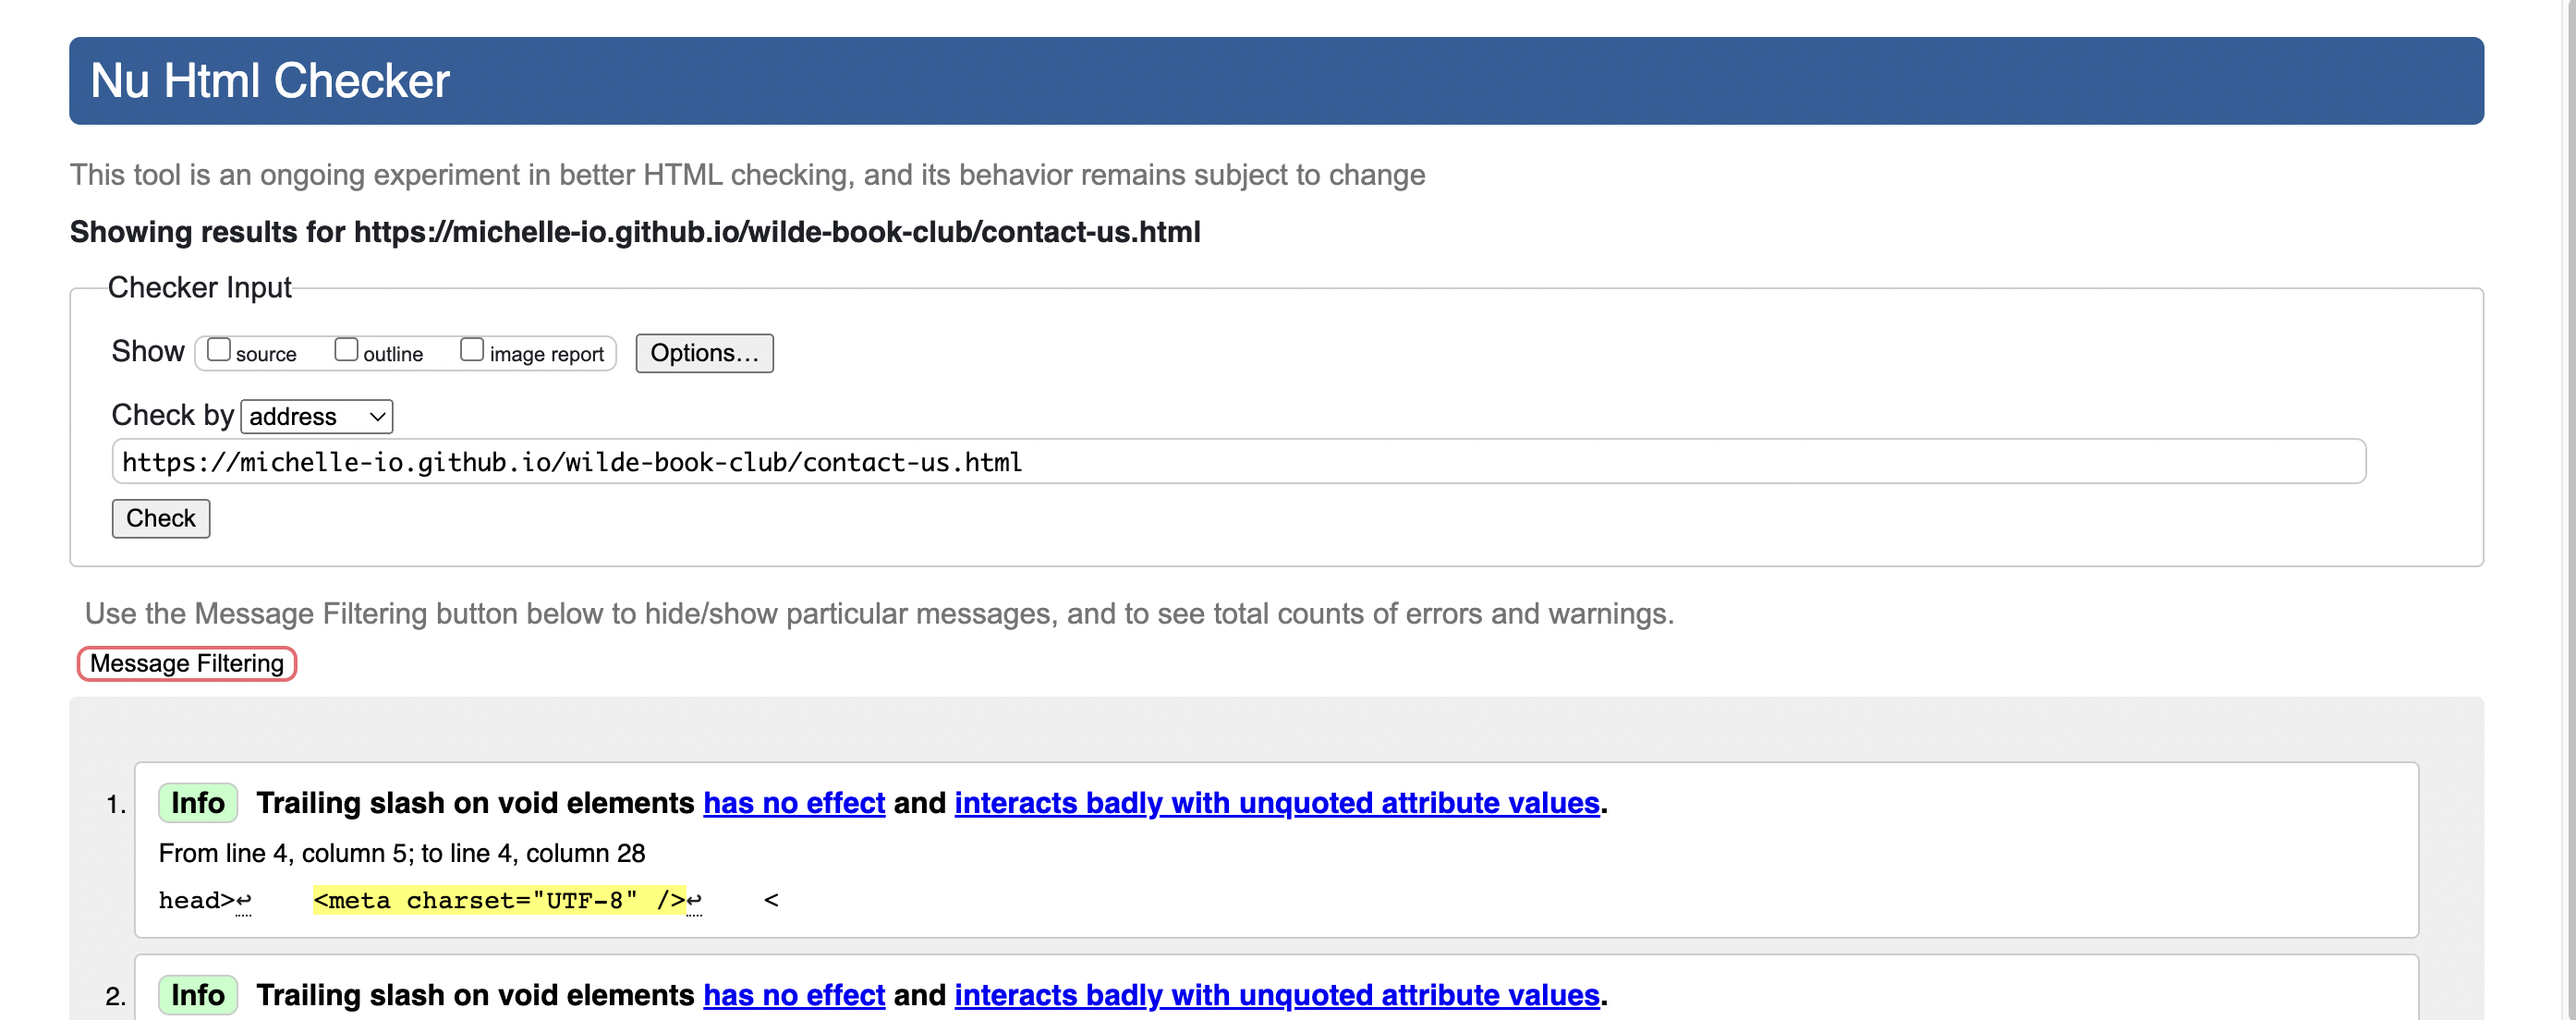 Nu Html Checker
This tool is an ongoing experiment in better HTML checking, and its behavior remains subject to change
Showing results for https://michelle-io.github.io/wilde-book-club/contact-us.html
Checker Input
Show source outline image report Options...
Check by address
https://michelle-io.github.io/wilde-book-club/contact-us.html
Check
Use the Message Filtering button below to hide/show particular messages, and to see total counts of errors and warnings.
Message Filtering
1. Info Trailing slash on void elements has no effect and interacts badly with unquoted attribute values.
From line 4, column 5; to line 4, column 28
head>↩ <meta charset="UTF-8" />↩ <
2. Info Trailing slash on void elements has no effect and interacts badly with unquoted attribute values.